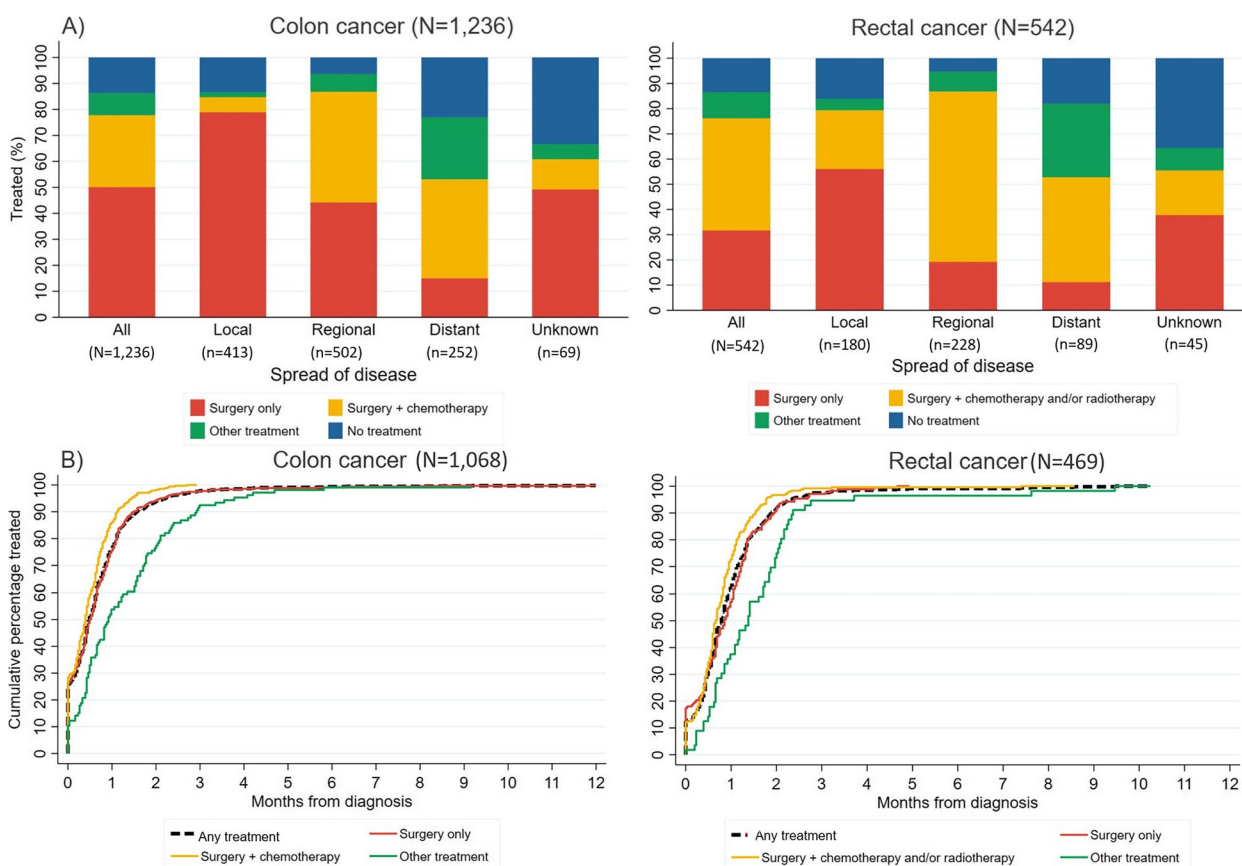 A)
Colon cancer (N=1,236)
Treated (%)
0 10 20 30 40 50 60 70 80 90 100
All Local Regional Distant Unknown
(N=1,236) (n=413) (n=502) (n=252) (n=69)
Spread of disease
Surgery only Surgery + chemotherapy
Other treatment No treatment
Rectal cancer (N=542)
0 10 20 30 40 50 60 70 80 90 100
All Local Regional Distant Unknown
(N=542) (n=180) (n=228) (n=89) (n=45)
Spread of disease
Surgery only Surgery + chemotherapy and/or radiotherapy
Other treatment No treatment
B)
Colon cancer (N=1,068)
Cumulative percentage treated
0 10 20 30 40 50 60 70 80 90 100
0 1 2 3 4 5 6 7 8 9 10 11 12
Months from diagnosis
Any treatment Surgery only
Surgery + chemotherapy Other treatment
Rectal cancer (N=469)
0 10 20 30 40 50 60 70 80 90 100
0 1 2 3 4 5 6 7 8 9 10 11 12
Months from diagnosis
Any treatment Surgery only
Surgery + chemotherapy and/or radiotherapy Other treatment